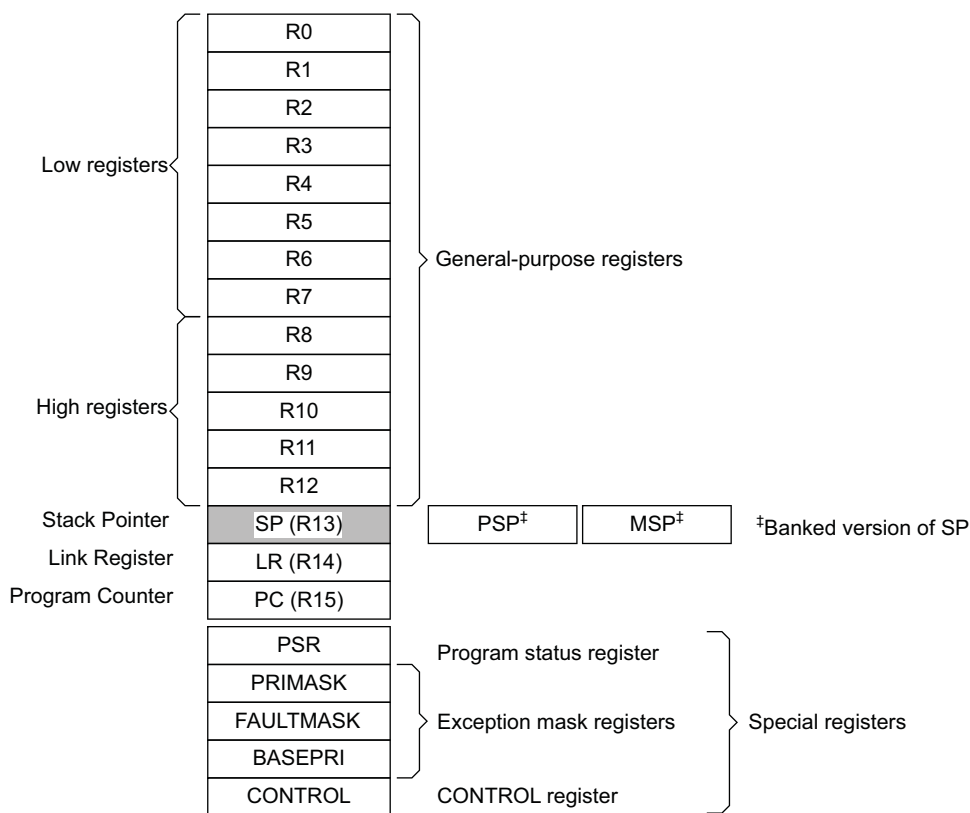 R0
R1
R2
R3
Low registers
R4
R5
R6
General-purpose registers
R7
R8
R9
High registers
R10
R11
R12
Stack Pointer SP (R13) PSP‡ MSP‡ ‡Banked version of SP
Link Register LR (R14)
Program Counter PC (R15)
PSR Program status register
PRIMASK
FAULTMASK Exception mask registers Special registers
BASEPRI
CONTROL CONTROL register